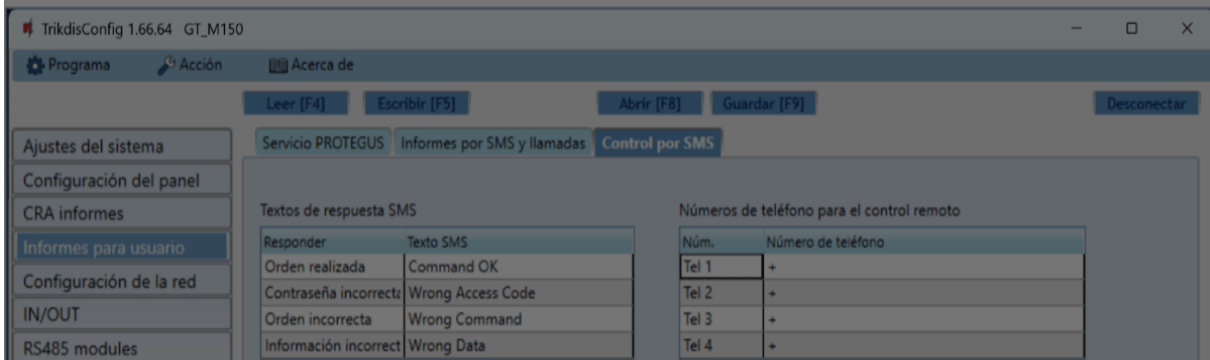 TrikdisConfig 1.66.64 GT_M150
Programa Acción Acerca de
Leer [F4] Escribir [F5] Abrir [F8] Guardar [F9] Desconectar
Ajustes del sistema
Configuración del panel
CRA informes
Informes para usuario
Configuración de la red
IN/OUT
RS485 modules
Servicio PROTEGUS Informes por SMS y llamadas Control por SMS
Textos de respuesta SMS
Responder Texto SMS
Orden realizada Command OK
Contraseña incorrecta Wrong Access Code
Orden incorrecta Wrong Command
Información incorrect Wrong Data
Números de teléfono para el control remoto
Núm. Número de teléfono
Tel 1 +
Tel 2 +
Tel 3 +
Tel 4 +